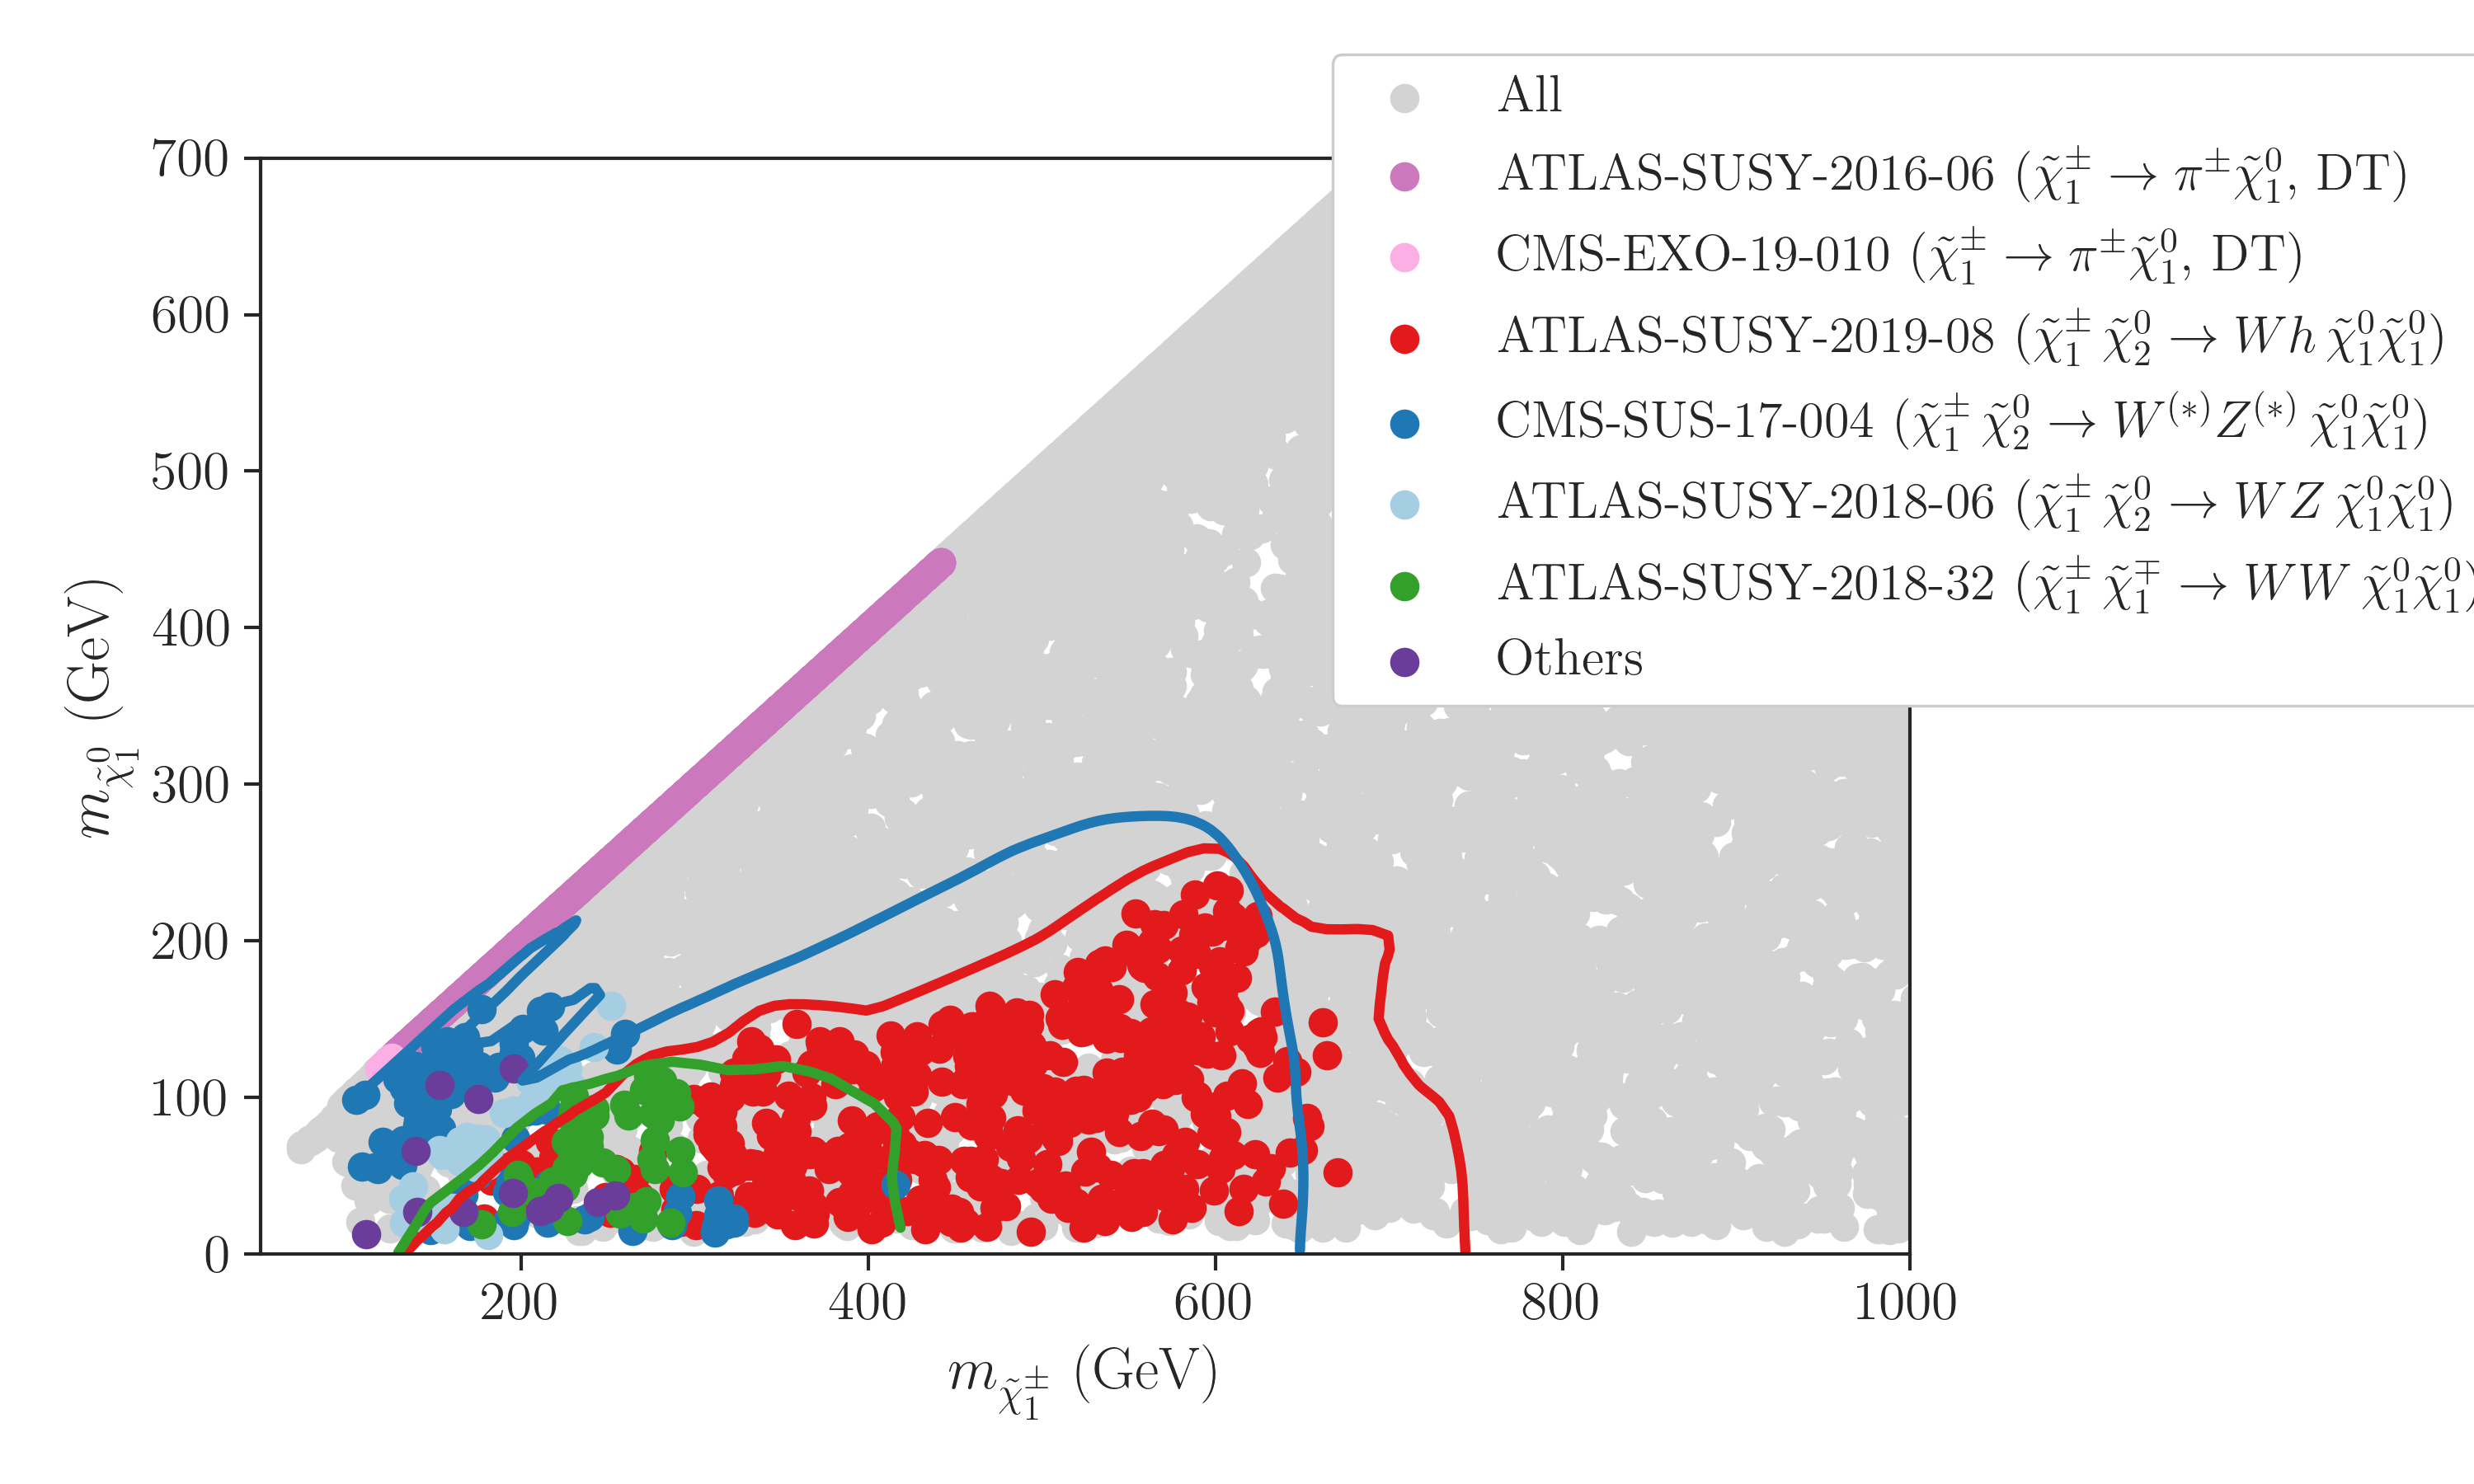 All
ATLAS-SUSY-2016-06 (χ̃₁± → π±χ̃₁⁰, DT)
CMS-EXO-19-010 (χ̃₁± → π±χ̃₁⁰, DT)
ATLAS-SUSY-2019-08 (χ̃₁± χ̃₂⁰ → Wh χ̃₁⁰χ̃₁⁰)
CMS-SUS-17-004 (χ̃₁± χ̃₂⁰ → W(*)Z(*) χ̃₁⁰χ̃₁⁰)
ATLAS-SUSY-2018-06 (χ̃₁± χ̃₂⁰ → WZ χ̃₁⁰χ̃₁⁰)
ATLAS-SUSY-2018-32 (χ̃₁± χ̃₁∓ → WW χ̃₁⁰χ̃₁⁰)
Others
700
600
500
400
300
200
100
0
m χ̃₁⁰ (GeV)
200 400 600 800 1000
m χ̃₁± (GeV)